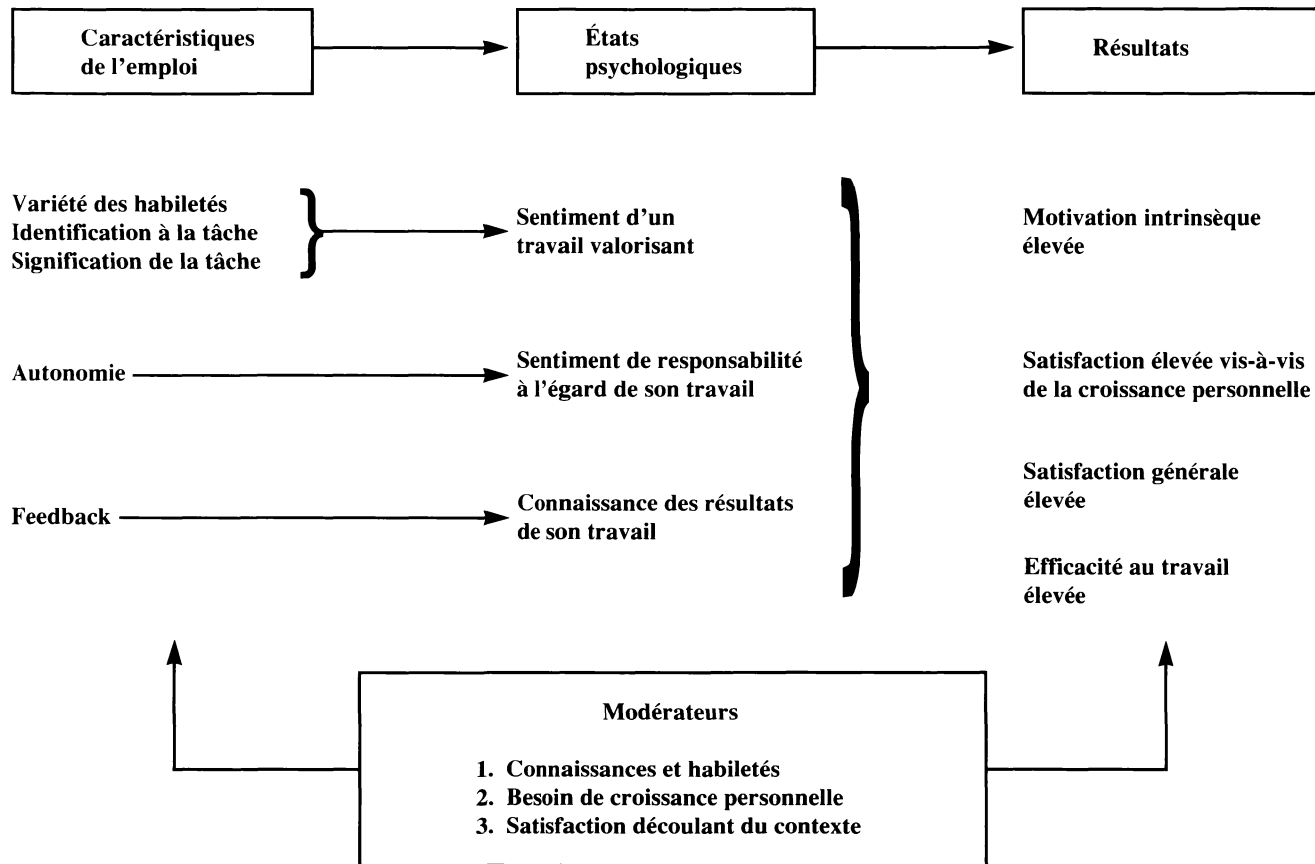 Caractéristiques
de l'emploi
États
psychologiques
Résultats
Variété des habiletés
Identification à la tâche
Signification de la tâche
Sentiment d'un
travail valorisant
Motivation intrinsèque
élevée
Autonomie
Sentiment de responsabilité
à l'égard de son travail
Satisfaction élevée vis-à-vis
de la croissance personnelle
Feedback
Connaissance des résultats
de son travail
Satisfaction générale
élevée
Efficacité au travail
élevée
Modérateurs
1. Connaissances et habiletés
2. Besoin de croissance personnelle
3. Satisfaction découlant du contexte